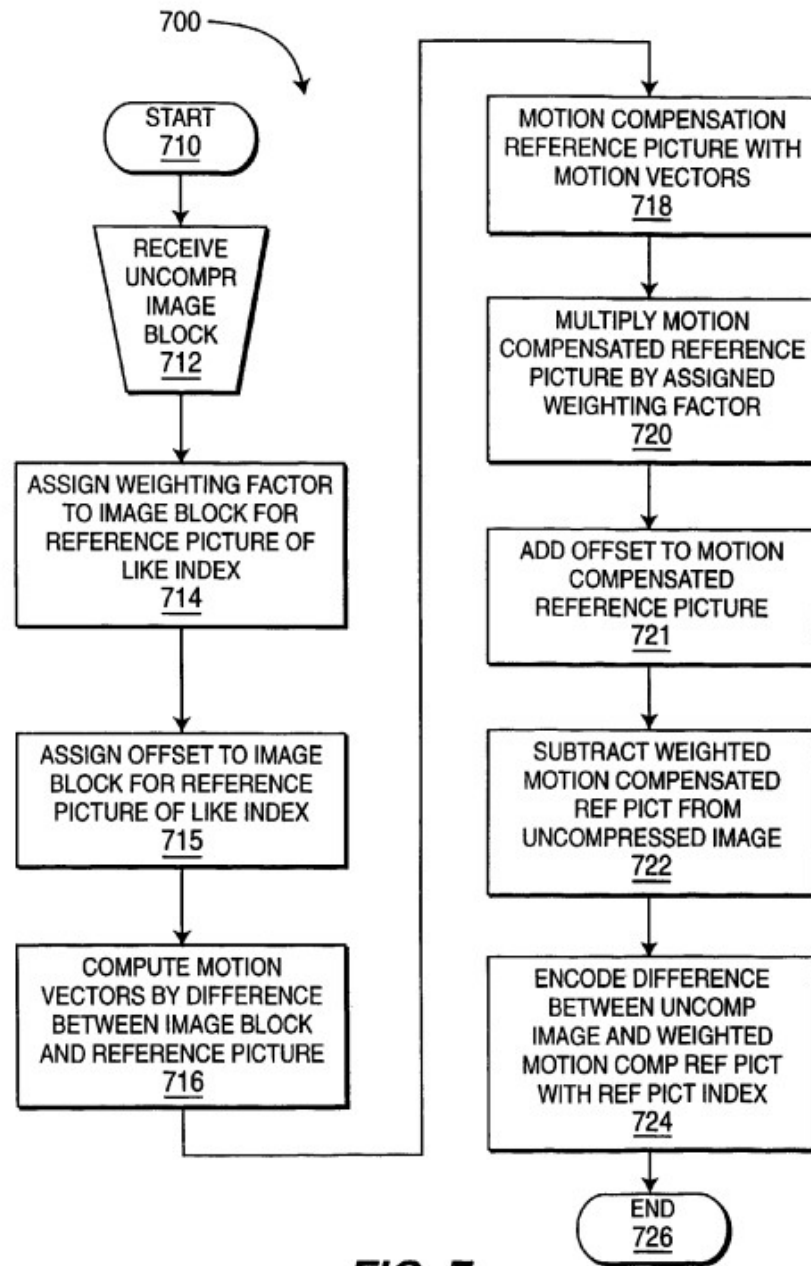 700
START
710
RECEIVE
UNCOMPR
IMAGE
BLOCK
712
ASSIGN WEIGHTING FACTOR
TO IMAGE BLOCK FOR
REFERENCE PICTURE OF
LIKE INDEX
714
ASSIGN OFFSET TO IMAGE
BLOCK FOR REFERENCE
PICTURE OF LIKE INDEX
715
COMPUTE MOTION
VECTORS BY DIFFERENCE
BETWEEN IMAGE BLOCK
AND REFERENCE PICTURE
716
MOTION COMPENSATION
REFERENCE PICTURE WITH
MOTION VECTORS
718
MULTIPLY MOTION
COMPENSATED REFERENCE
PICTURE BY ASSIGNED
WEIGHTING FACTOR
720
ADD OFFSET TO MOTION
COMPENSATED
REFERENCE PICTURE
721
SUBTRACT WEIGHTED
MOTION COMPENSATED
REF PICT FROM
UNCOMPRESSED IMAGE
722
ENCODE DIFFERENCE
BETWEEN UNCOMP
IMAGE AND WEIGHTED
MOTION COMP REF PICT
WITH REF PICT INDEX
724
END
726